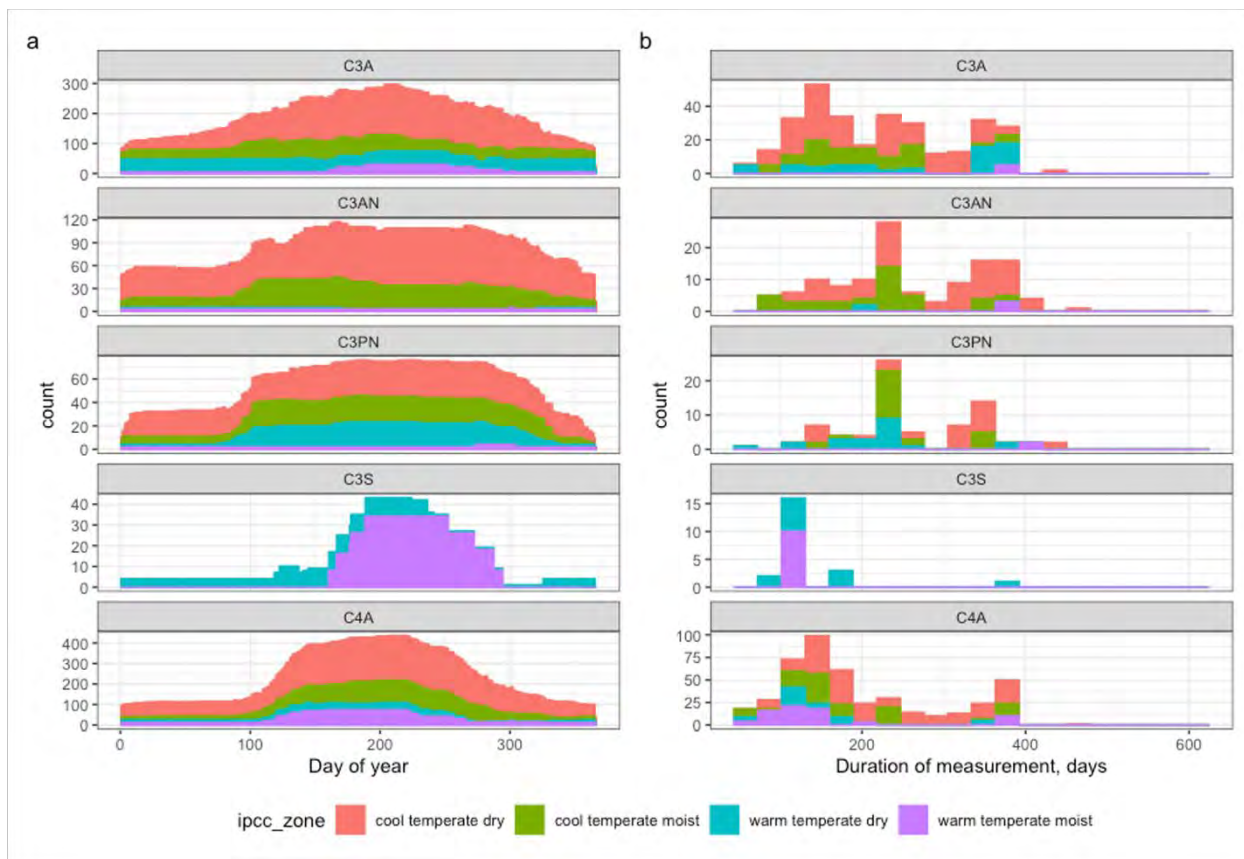 a
C3A
300
200
100
0
C3AN
120
90
60
30
0
C3PN
60
40
20
0
C3S
40
30
20
10
0
C4A
400
300
200
100
0
count
0 100 200 300
Day of year
b
C3A
40
20
0
C3AN
20
10
0
C3PN
20
10
0
C3S
15
10
5
0
C4A
100
75
50
25
0
count
200 400 600
Duration of measurement, days
ipcc_zone cool temperate dry cool temperate moist warm temperate dry warm temperate moist